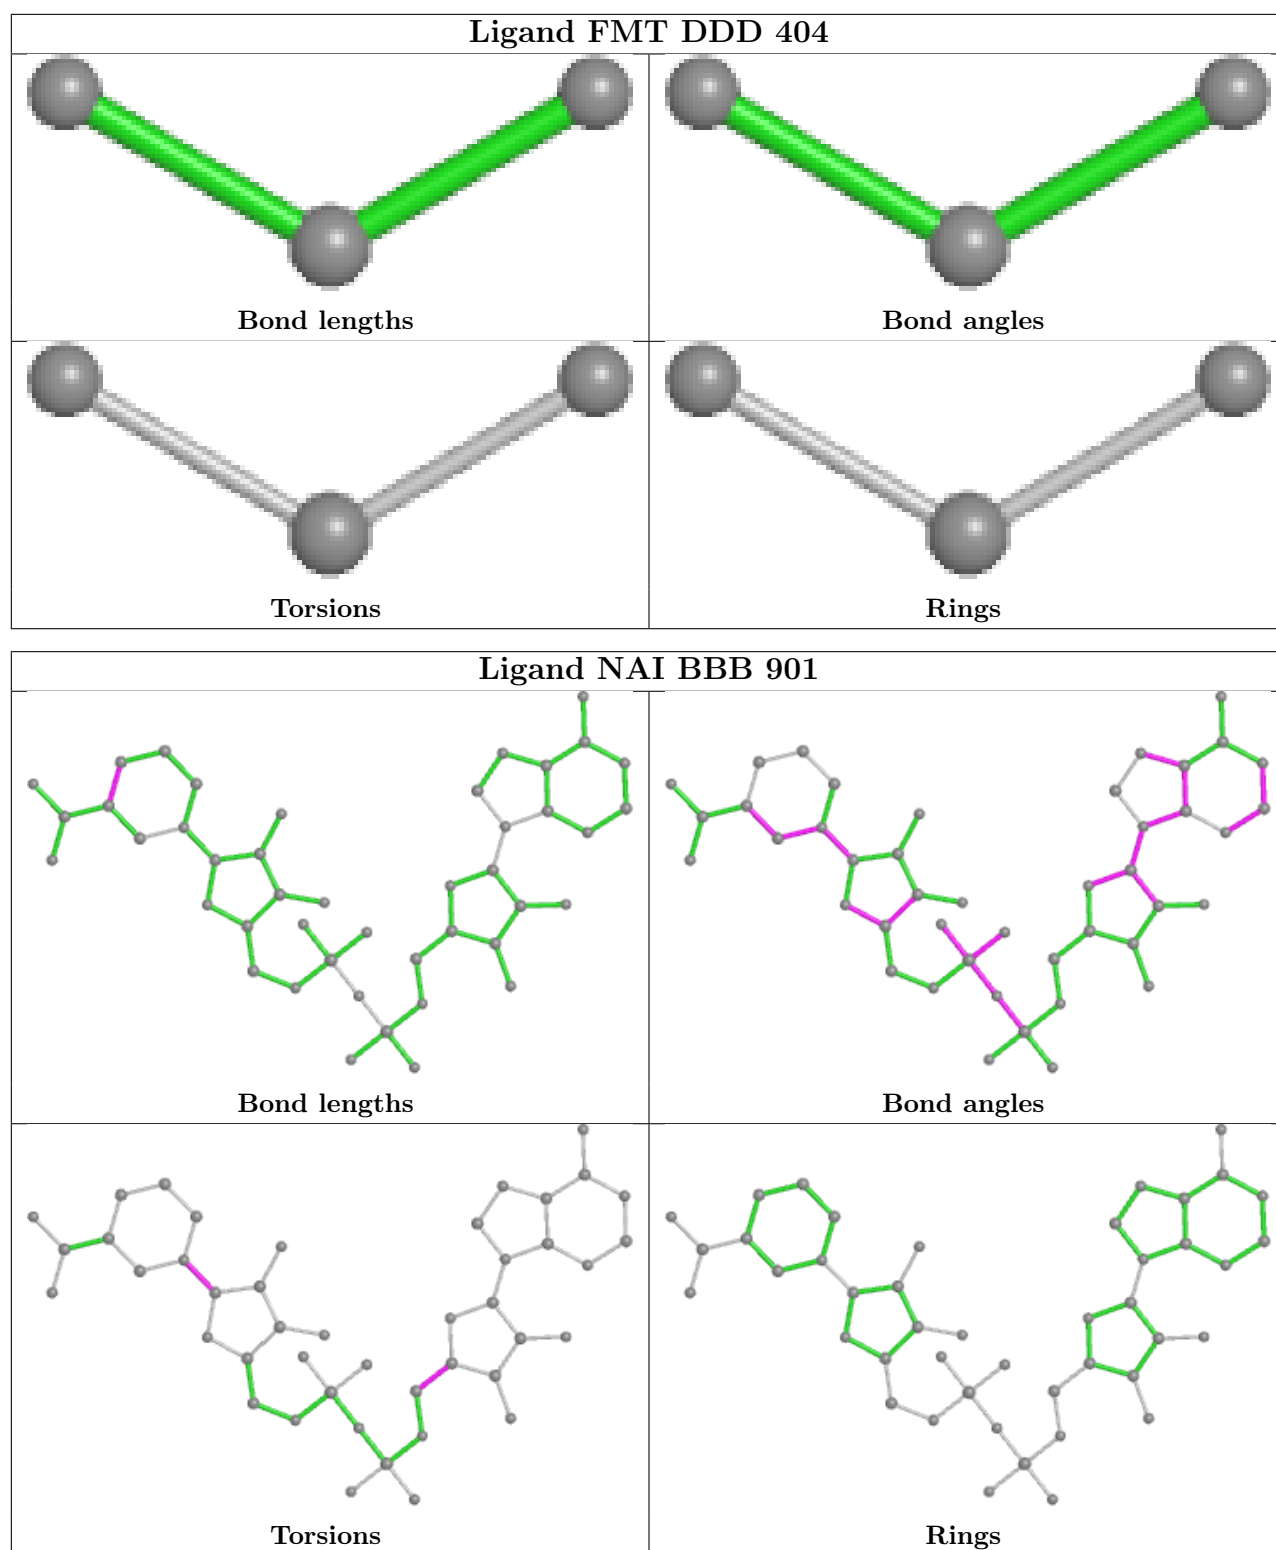 Ligand FMT DDD 404
Bond lengths
Bond angles
Torsions
Rings
Ligand NAI BBB 901
Bond lengths
Bond angles
Torsions
Rings